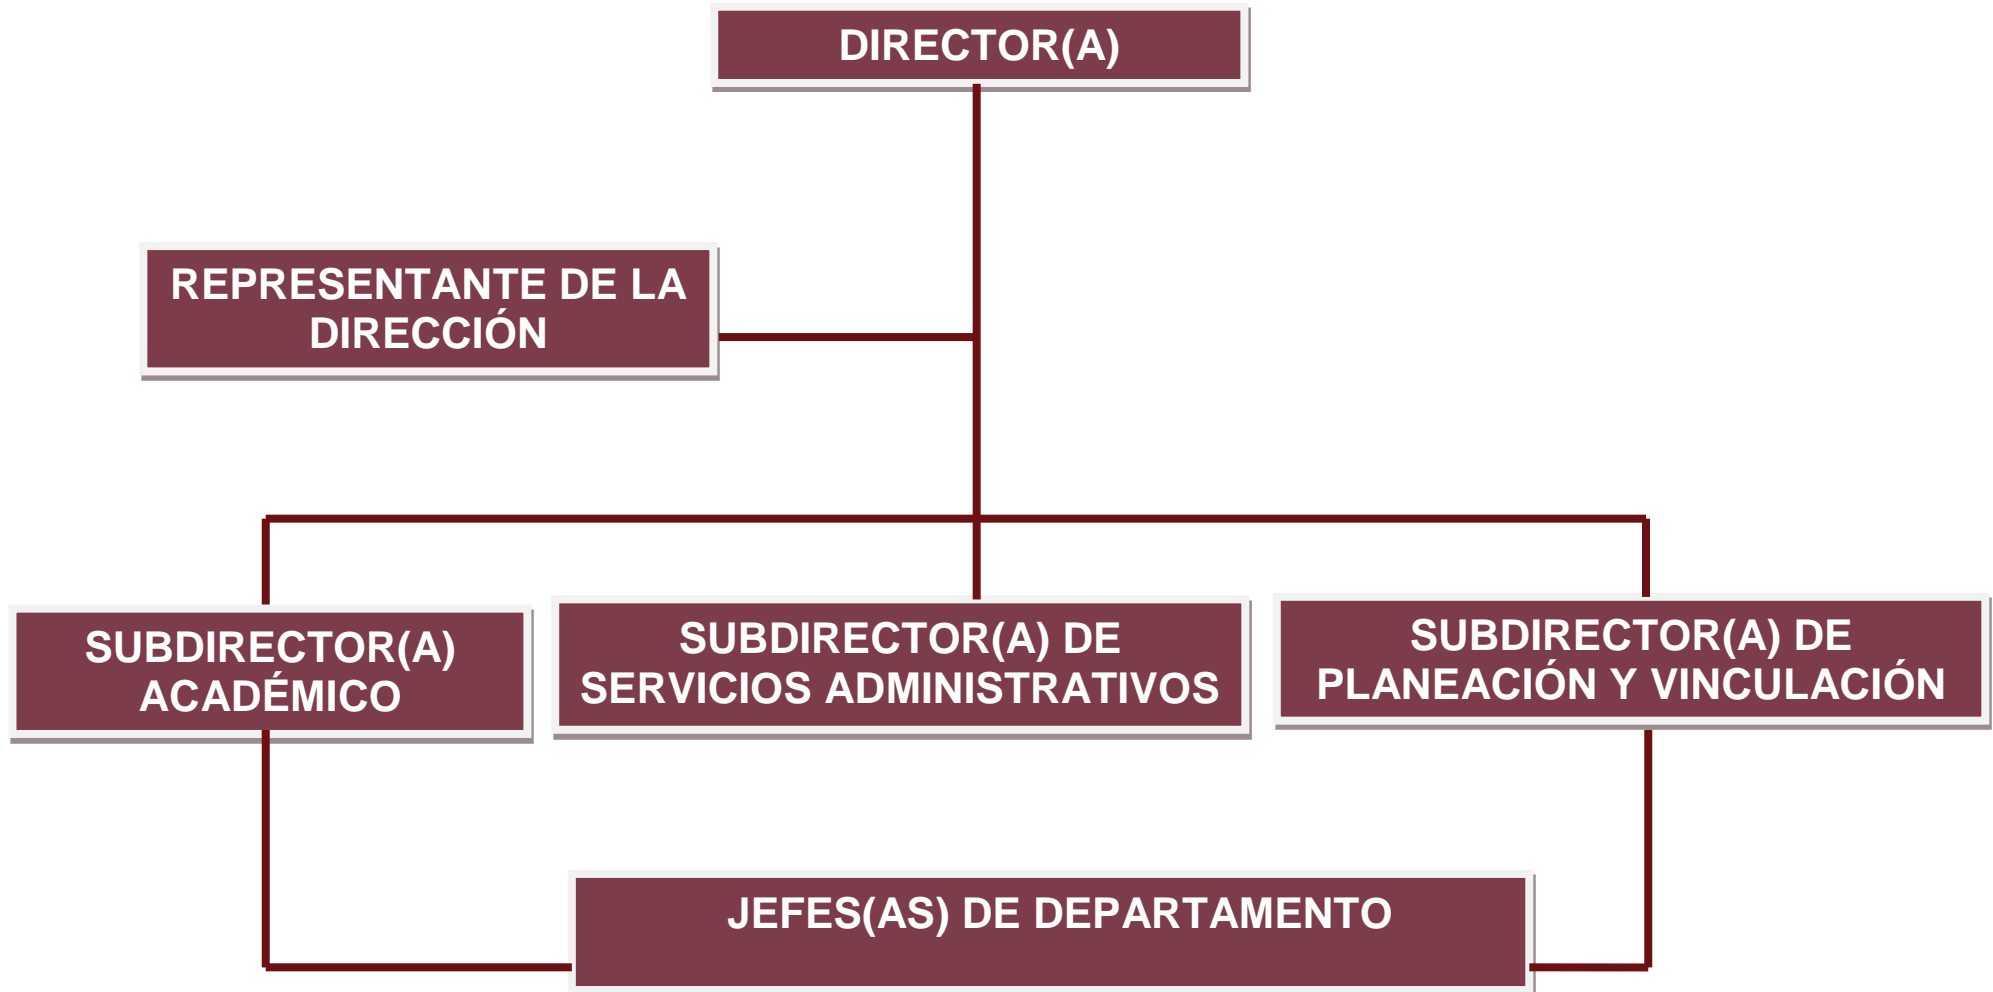 DIRECTOR(A)
REPRESENTANTE DE LA
DIRECCIÓN
SUBDIRECTOR(A)
ACADÉMICO
SUBDIRECTOR(A) DE
SERVICIOS ADMINISTRATIVOS
SUBDIRECTOR(A) DE
PLANEACIÓN Y VINCULACIÓN
JEFES(AS) DE DEPARTAMENTO